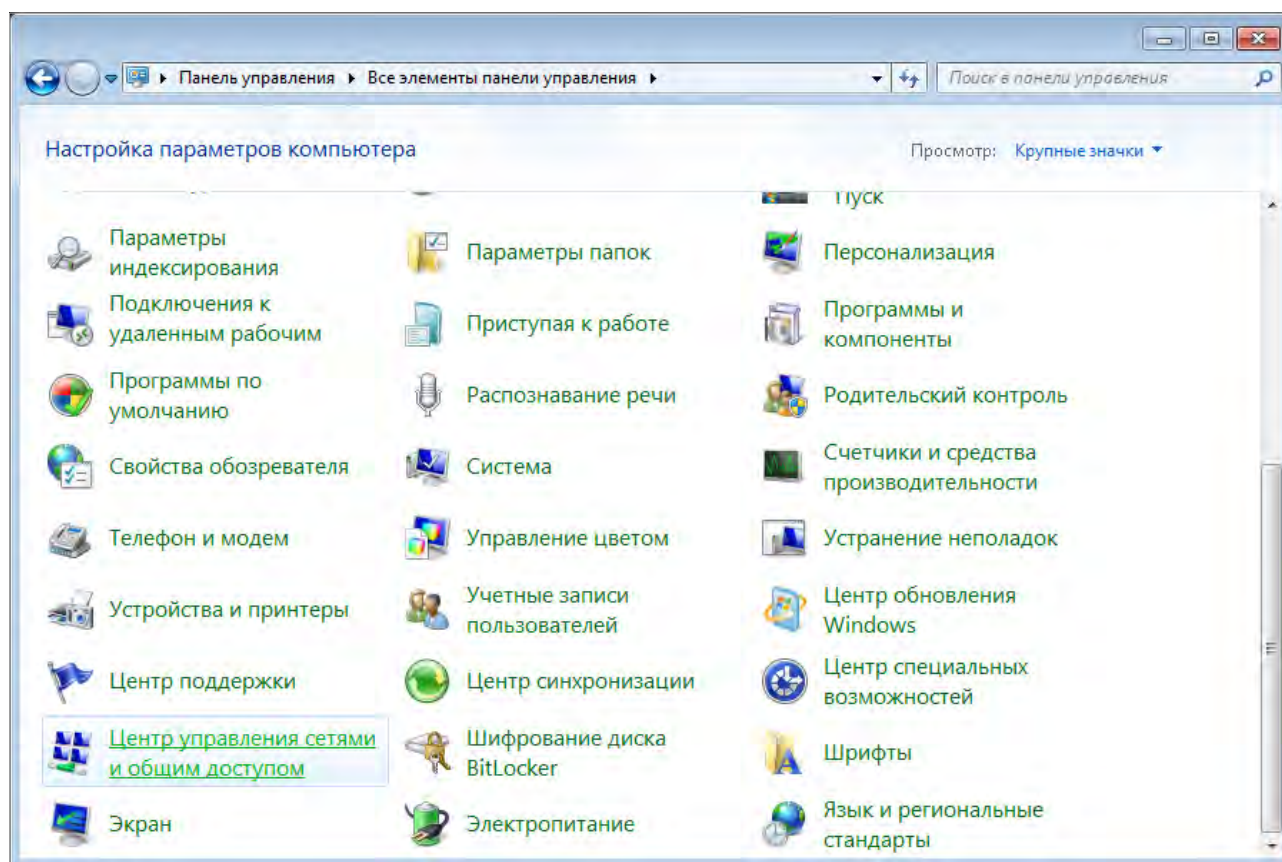 Панель управления ▸ Все элементы панели управления ▸
Поиск в панели управления
Настройка параметров компьютера
Просмотр: Крупные значки
Пуск
Параметры
индексирования
Параметры папок
Персонализация
Подключения к
удаленным рабочим
Приступая к работе
Программы и
компоненты
Программы по
умолчанию
Распознавание речи
Родительский контроль
Свойства обозревателя
Система
Счетчики и средства
производительности
Телефон и модем
Управление цветом
Устранение неполадок
Устройства и принтеры
Учетные записи
пользователей
Центр обновления
Windows
Центр поддержки
Центр синхронизации
Центр специальных
возможностей
Центр управления сетями
и общим доступом
Шифрование диска
BitLocker
Шрифты
Экран
Электропитание
Язык и региональные
стандарты